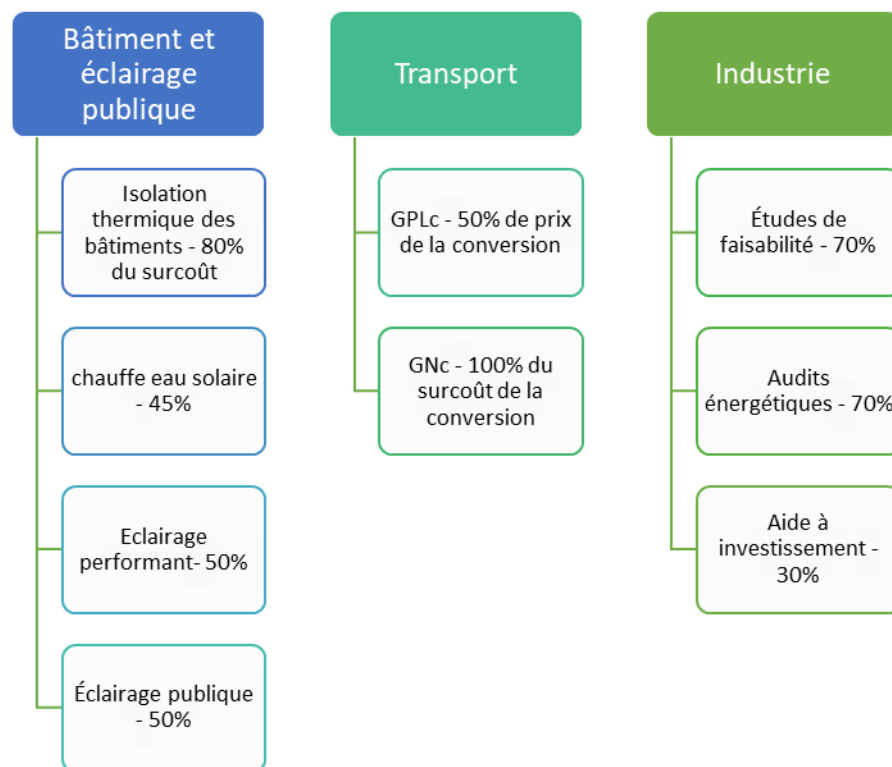 Bâtiment et
éclairage
publique
Isolation
thermique des
bâtiments - 80%
du surcoût
chauffe eau solaire
- 45%
Eclairage
performant- 50%
Éclairage publique
- 50%
Transport
GPLc - 50% de prix
de la conversion
GNc - 100% du
surcoût de la
conversion
Industrie
Études de
faisabilité - 70%
Audits
énergétiques - 70%
Aide à
investissement -
30%